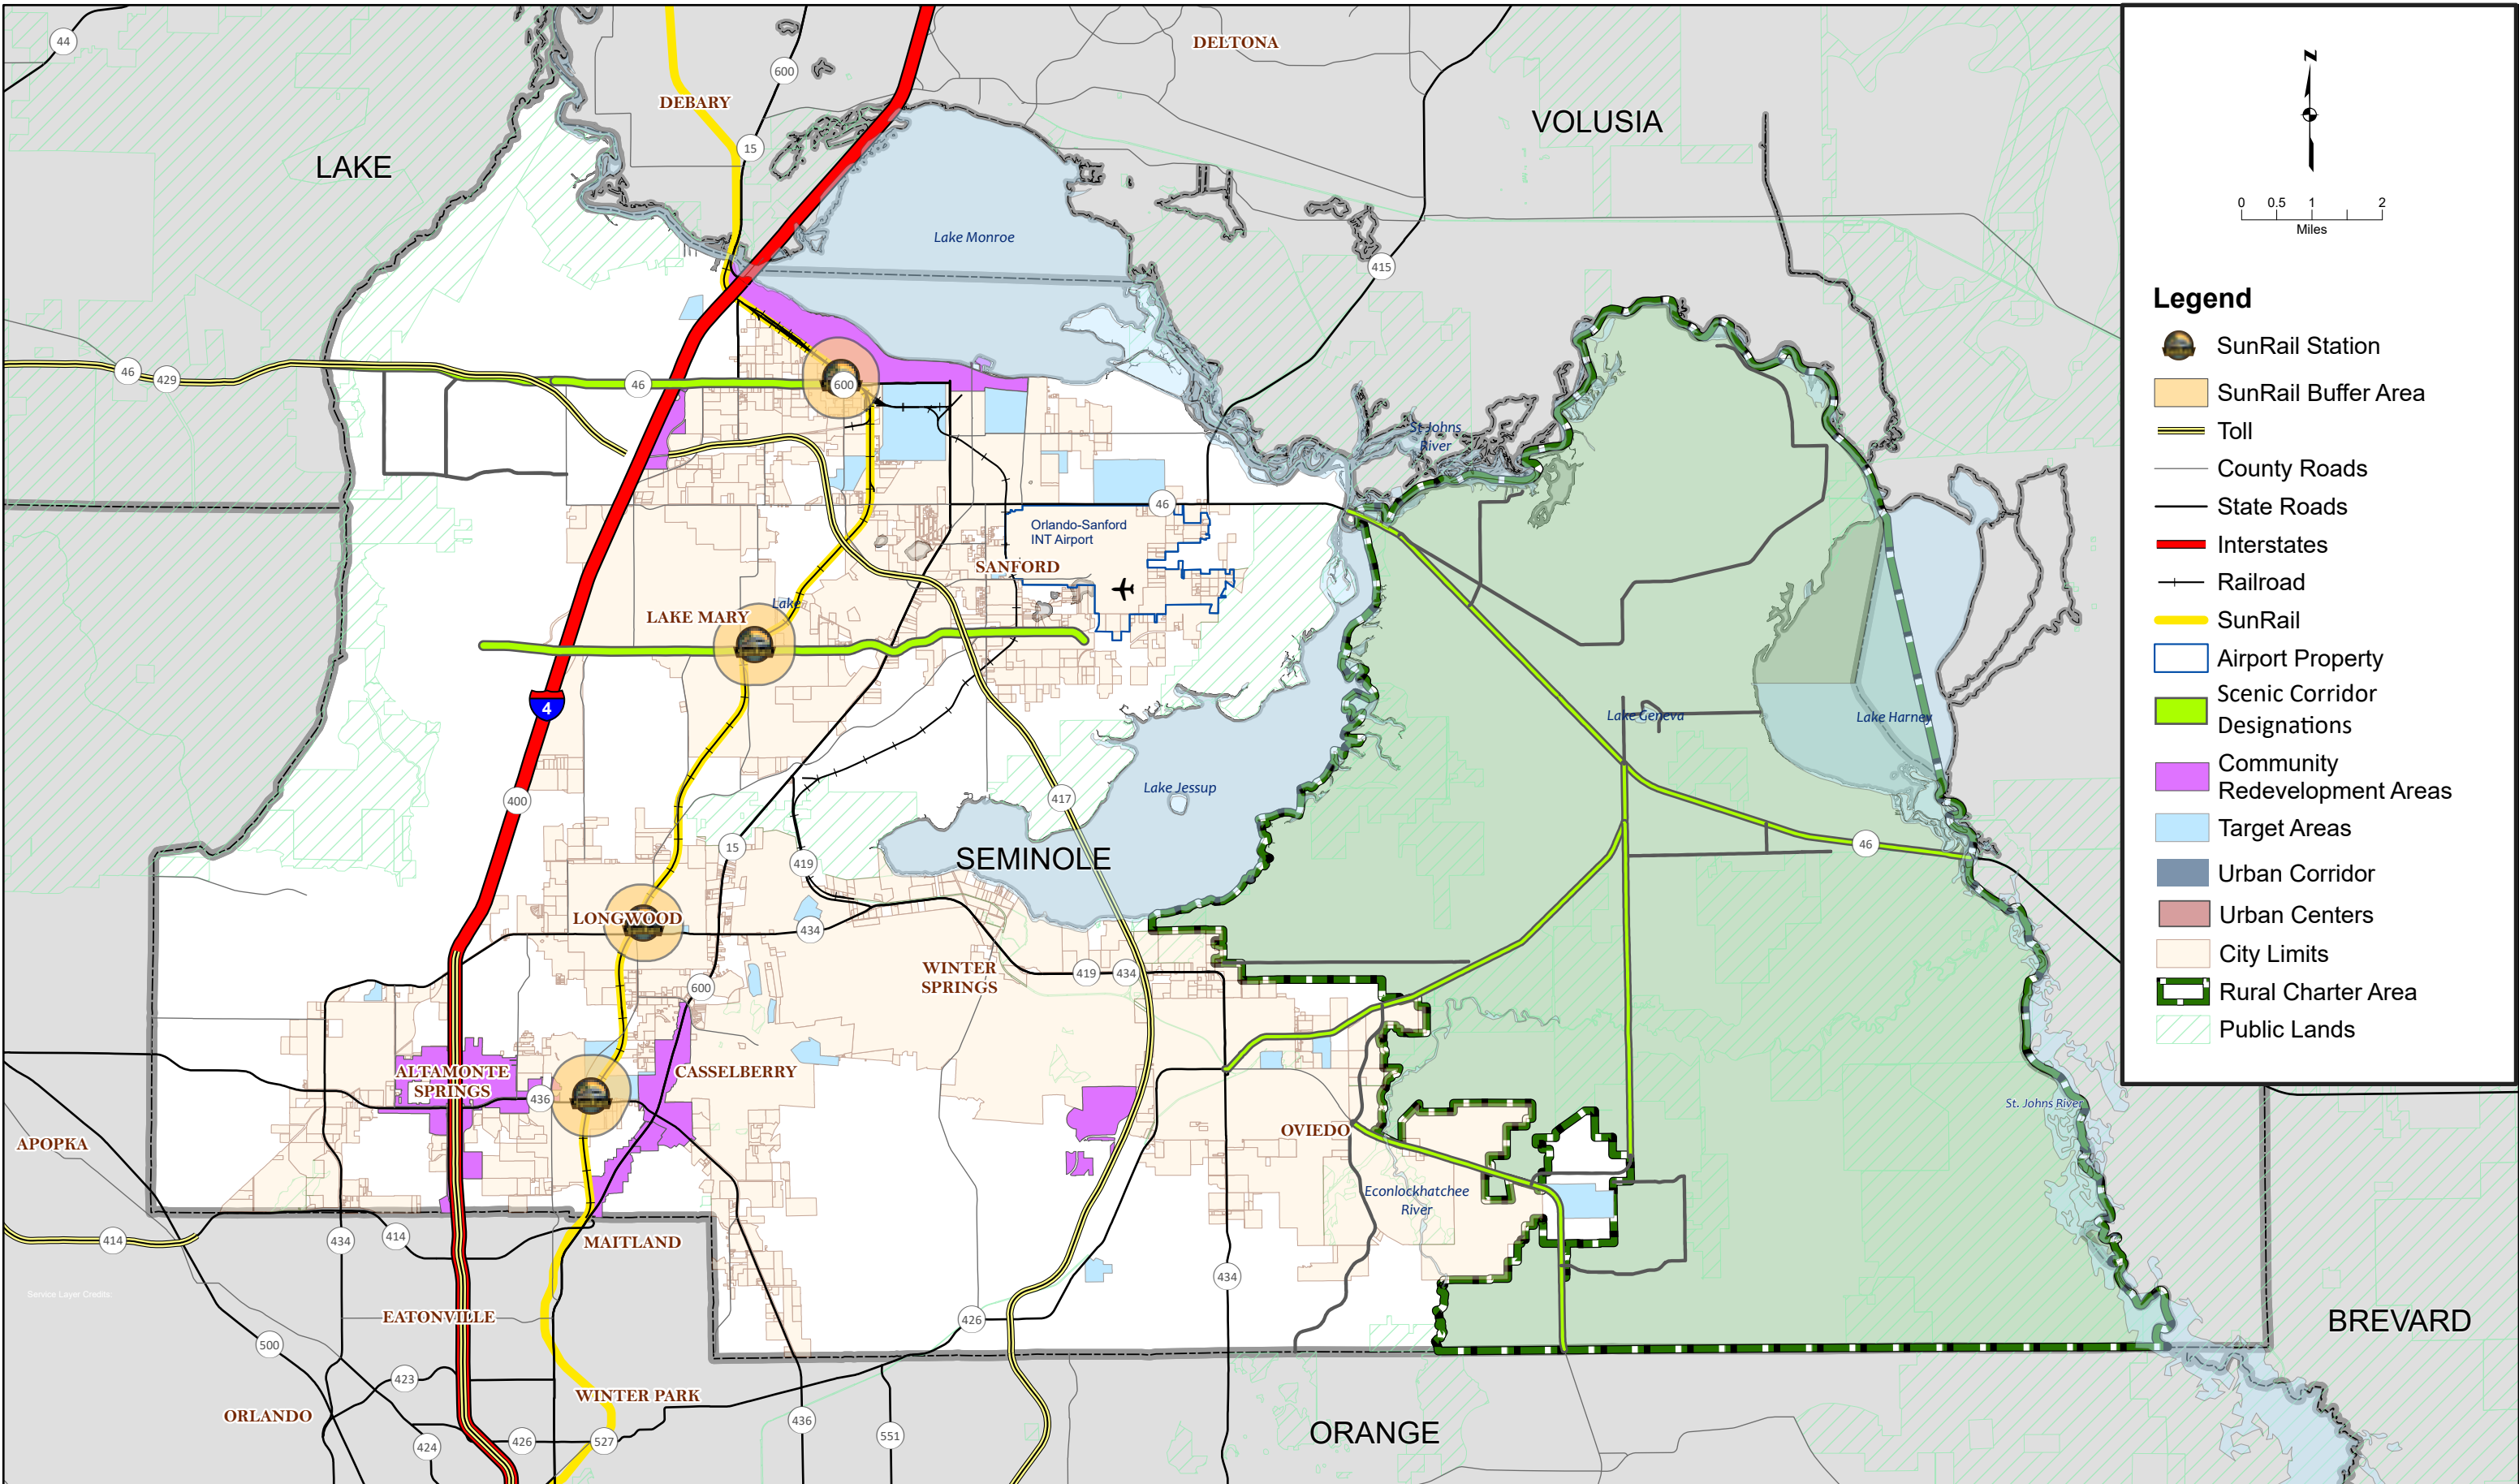 44
600
DELTONA
DEBARY
VOLUSIA
15
LAKE
Lake Monroe
415
46
429
46
600
St Johns
River
46
Orlando-Sanford
INT Airport
SANFORD
Lake
LAKE MARY
4
Lake Geneva
Lake Harney
Lake Jessup
400
417
46
15
419
SEMINOLE
LONGWOOD
434
WINTER
SPRINGS
419
434
600
ALTAMONTE
SPRINGS
CASSELBERRY
436
St. Johns River
OVIEDO
APOPKA
Econlockhatchee
River
414
434
414
MAITLAND
434
Service Layer Credits:
EATONVILLE
426
BREVARD
500
423
WINTER PARK
ORLANDO
436
ORANGE
551
424
426
527
N
0 0.5 1 2
Miles
Legend
SunRail Station
SunRail Buffer Area
Toll
County Roads
State Roads
Interstates
Railroad
SunRail
Airport Property
Scenic Corridor
Designations
Community
Redevelopment Areas
Target Areas
Urban Corridor
Urban Centers
City Limits
Rural Charter Area
Public Lands